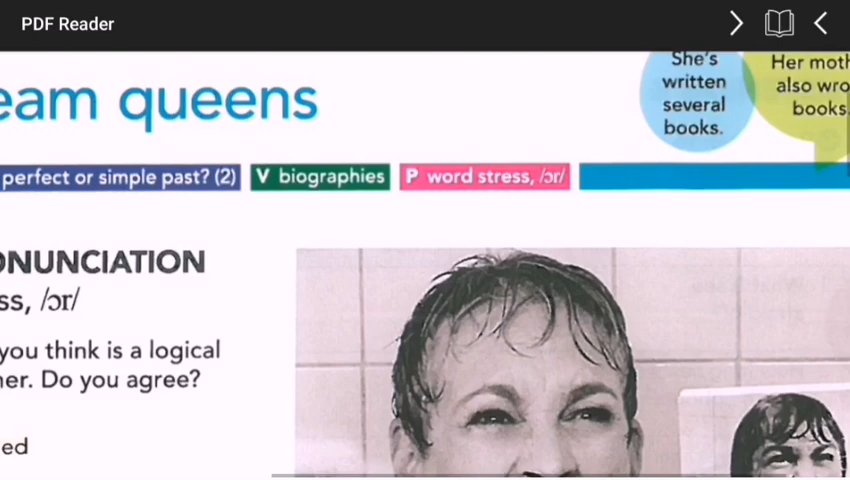 PDF Reader
She's
written
several
books.
Her moth
also wro
books.
eam queens
perfect or simple past? (2)
V biographies
P word stress, /ɔr/
ONUNCIATION
ss, /ɔr/
you think is a logical
ner. Do you agree?
ed